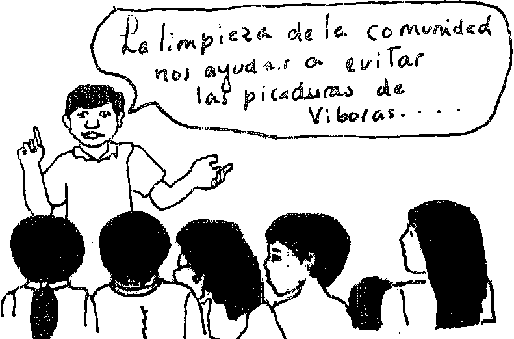 La limpieza de la comunidad
nos ayudar a evitar
las picaduras de
Viboras....